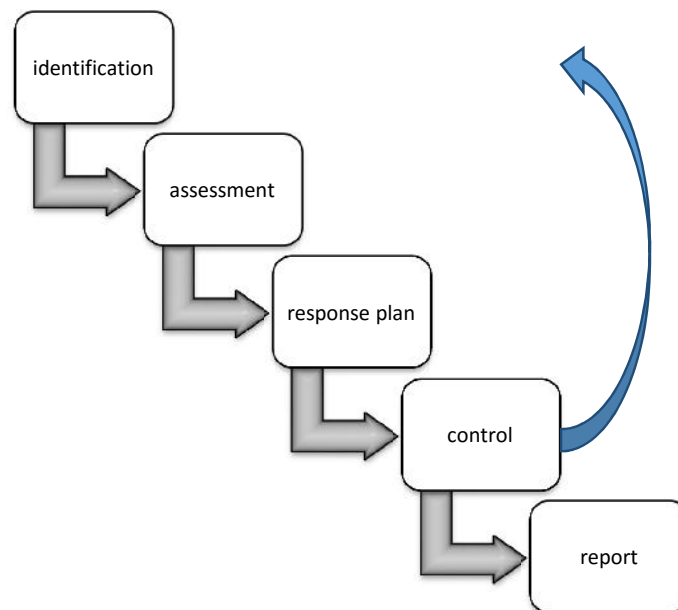 identification
assessment
response plan
control
report